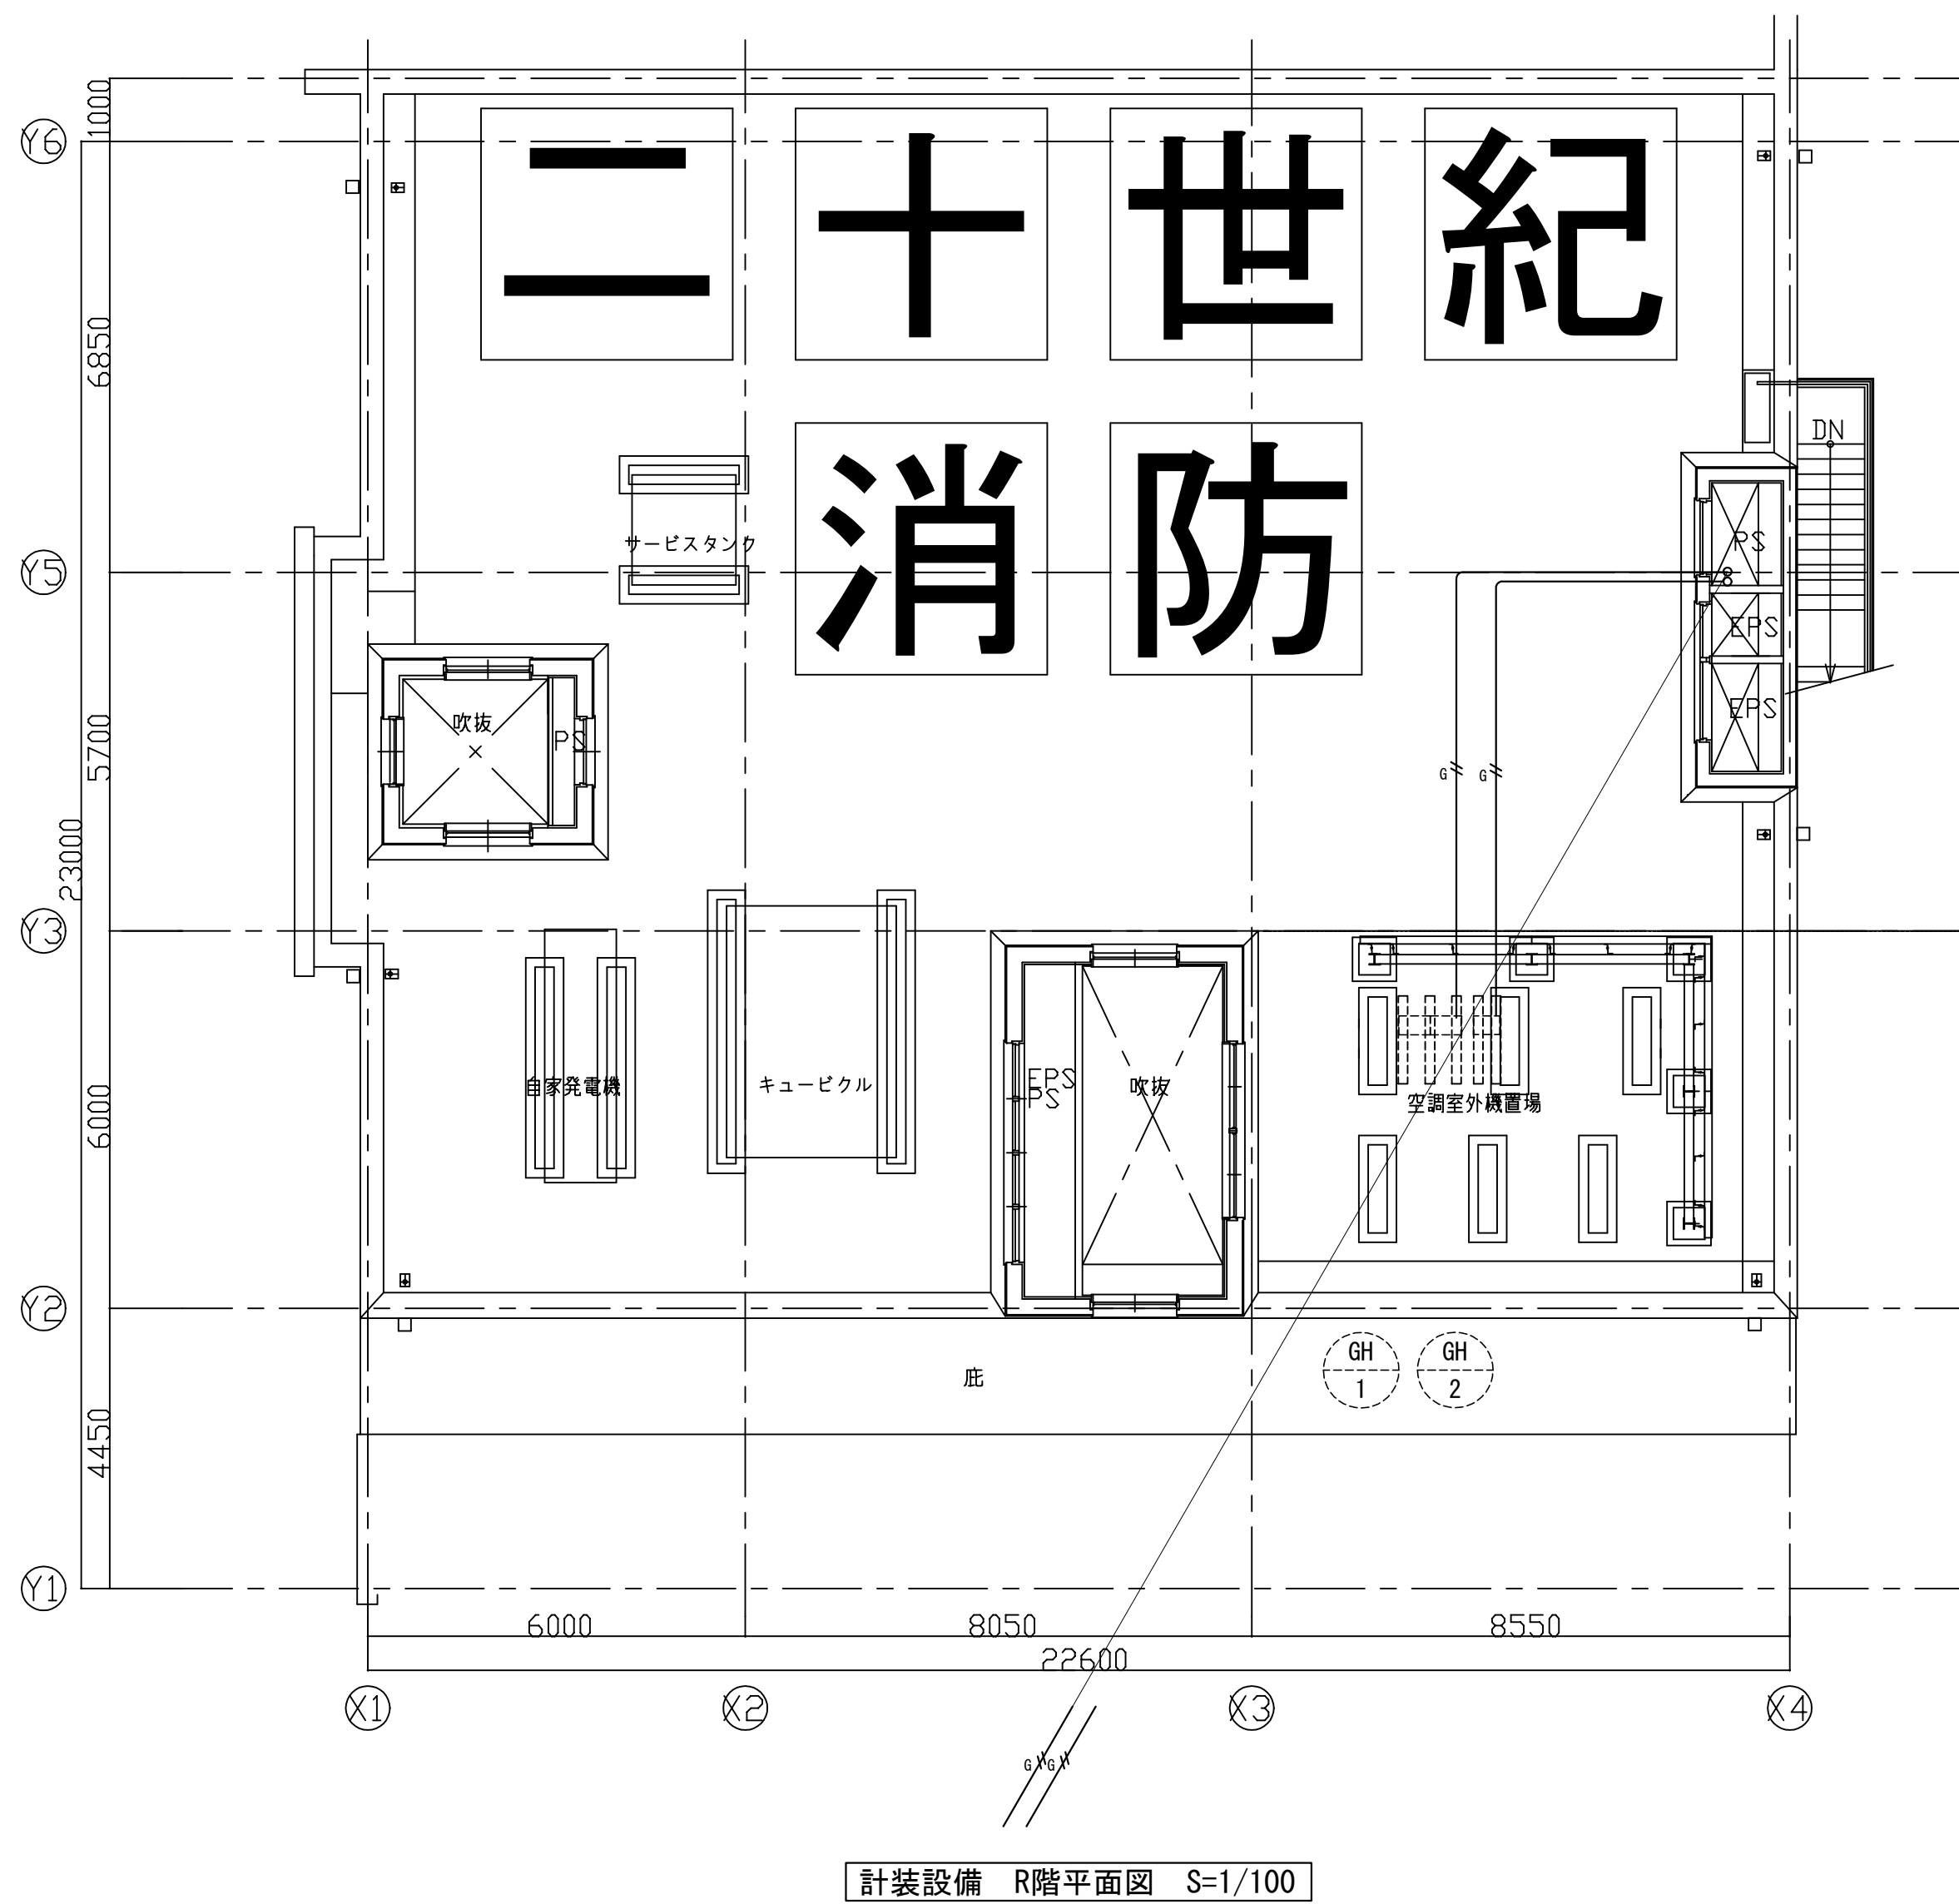 二十世紀
消防
Y6
Y5
Y3
Y2
Y1
1000
6850
5700
23000
6000
4450
サービスタンク
DN
PS
EPS
EPS
吹抜
PS
G G
自家発電機
キュービクル
EPS
PS
吹抜
空調室外機置場
庇
GH
1
GH
2
6000
8050
8550
22600
X1
X2
X3
X4
G G
計装設備 R階平面図 S=1/100